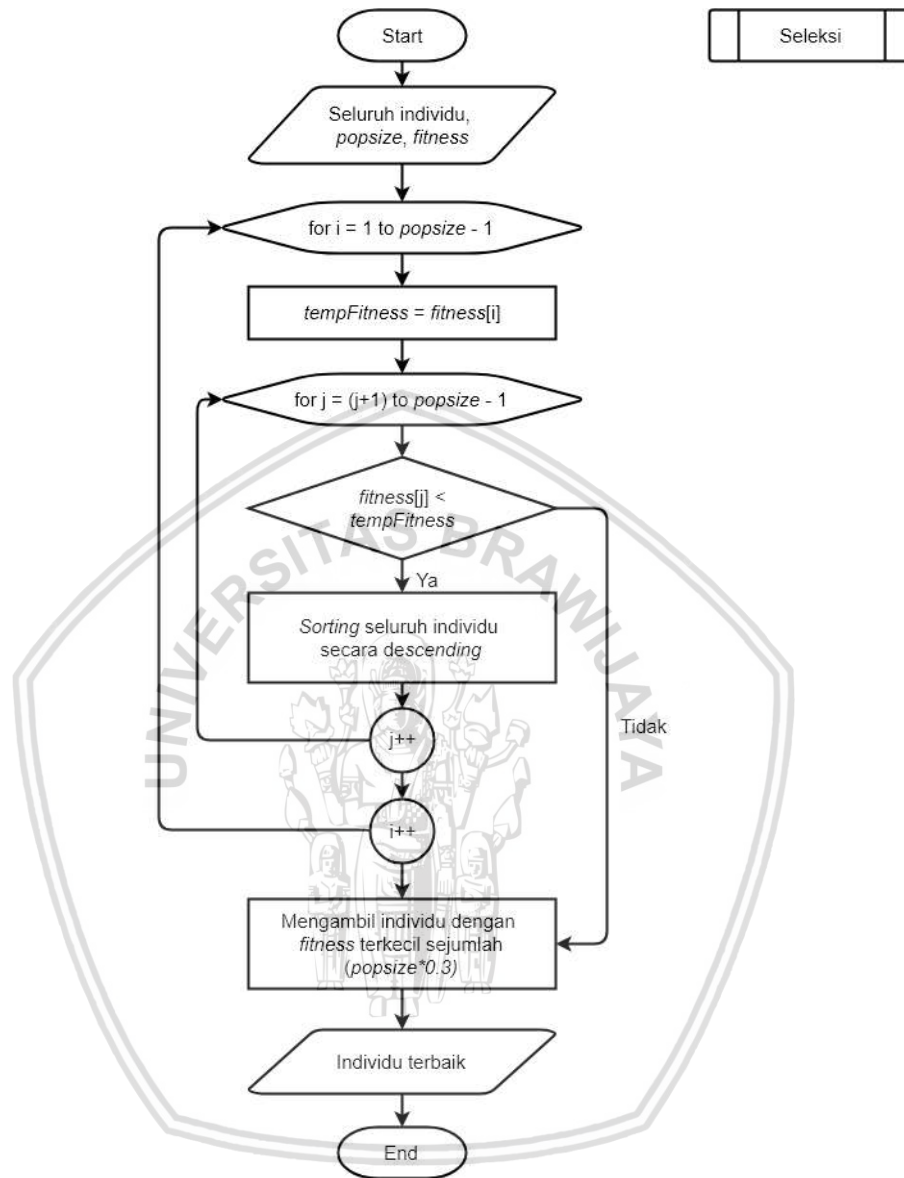 Start
Seleksi
Seluruh individu,
popsize, fitness
for i = 1 to popsize - 1
tempFitness = fitness[i]
for j = (j+1) to popsize - 1
fitness[j] <
tempFitness
Ya
Sorting seluruh individu
secara descending
Tidak
j++
i++
Mengambil individu dengan
fitness terkecil sejumlah
(popsize*0.3)
Individu terbaik
End
UNIVERSITAS BRAWIJAYA